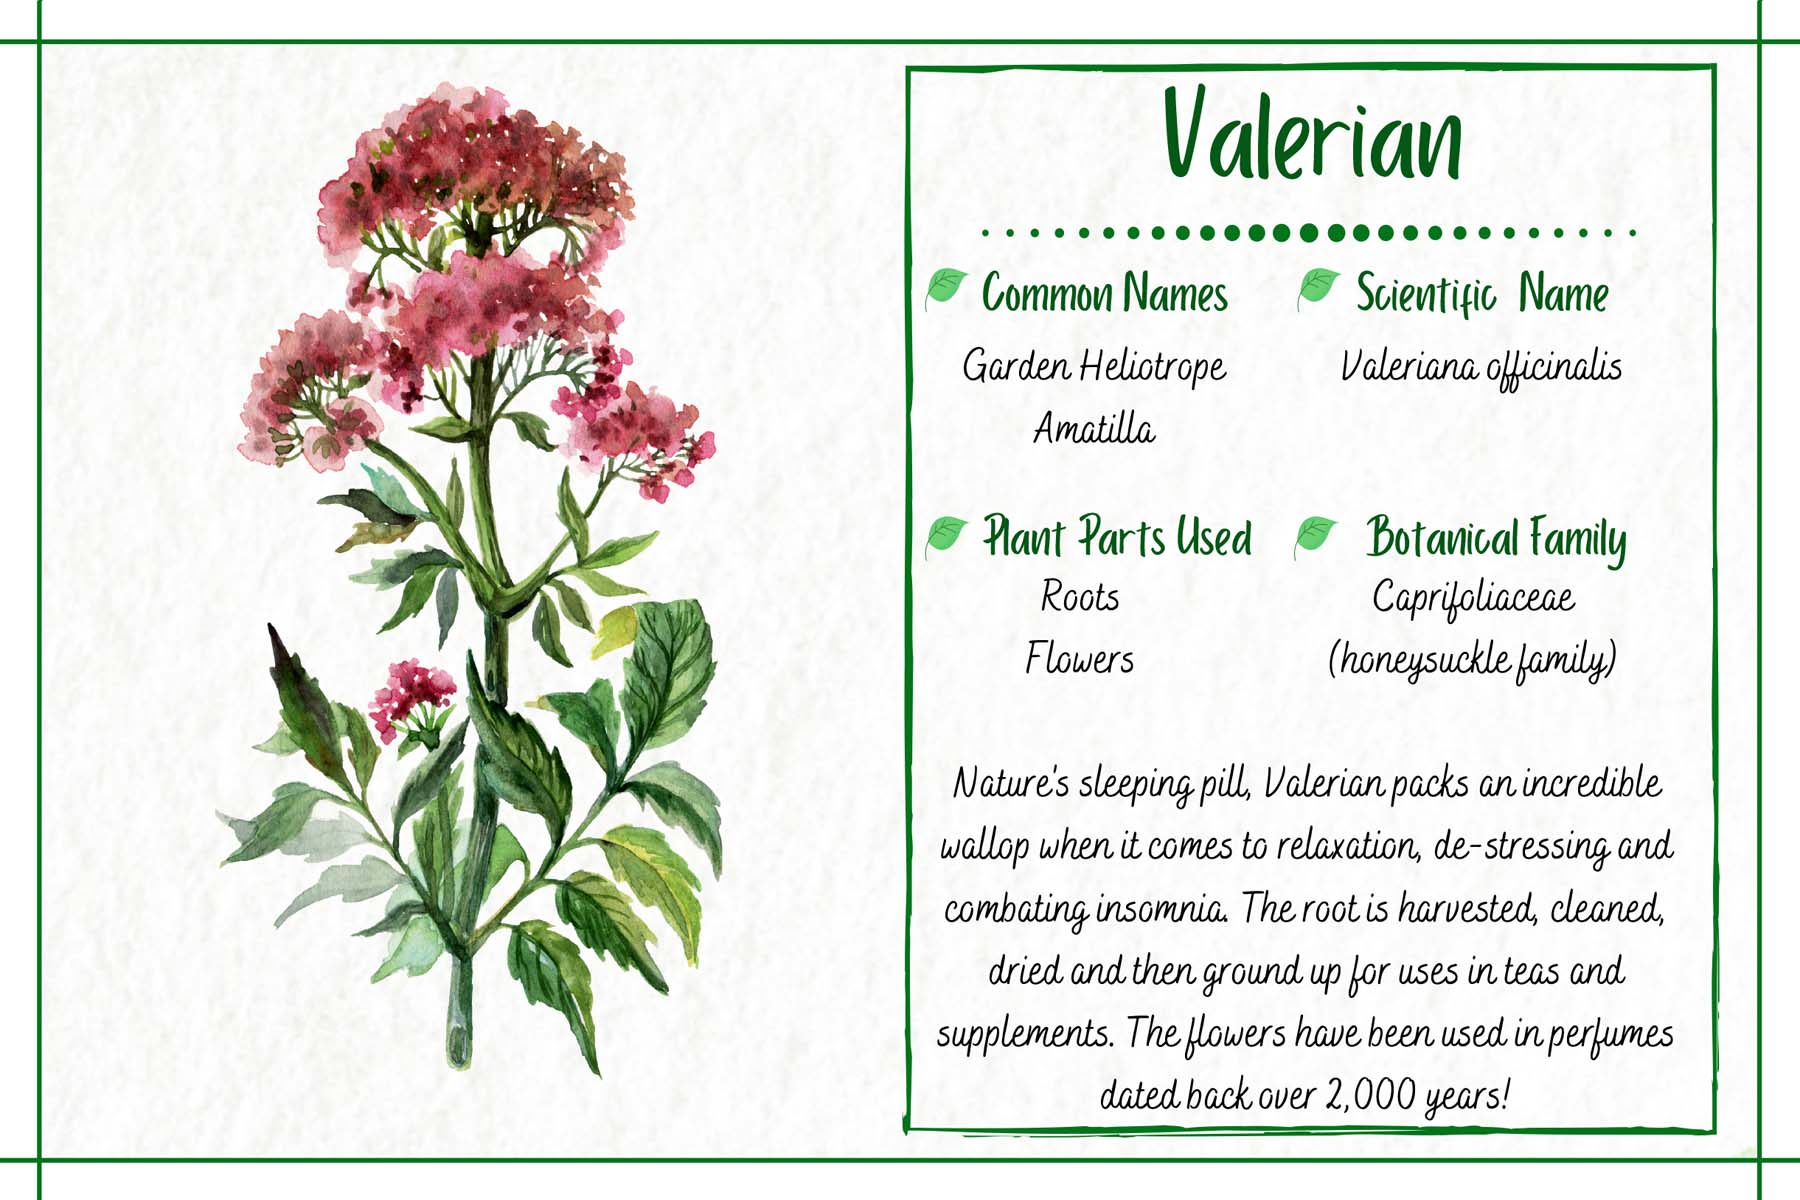 Valerian
Common Names
Garden Heliotrope
Amatilla
Scientific Name
Valeriana officinalis
Plant Parts Used
Roots
Flowers
Botanical Family
Caprifoliaceae
(honeysuckle family)
Nature's sleeping pill, Valerian packs an incredible
wallop when it comes to relaxation, de-stressing and
combating insomnia. The root is harvested, cleaned,
dried and then ground up for uses in teas and
supplements. The flowers have been used in perfumes
dated back over 2,000 years!